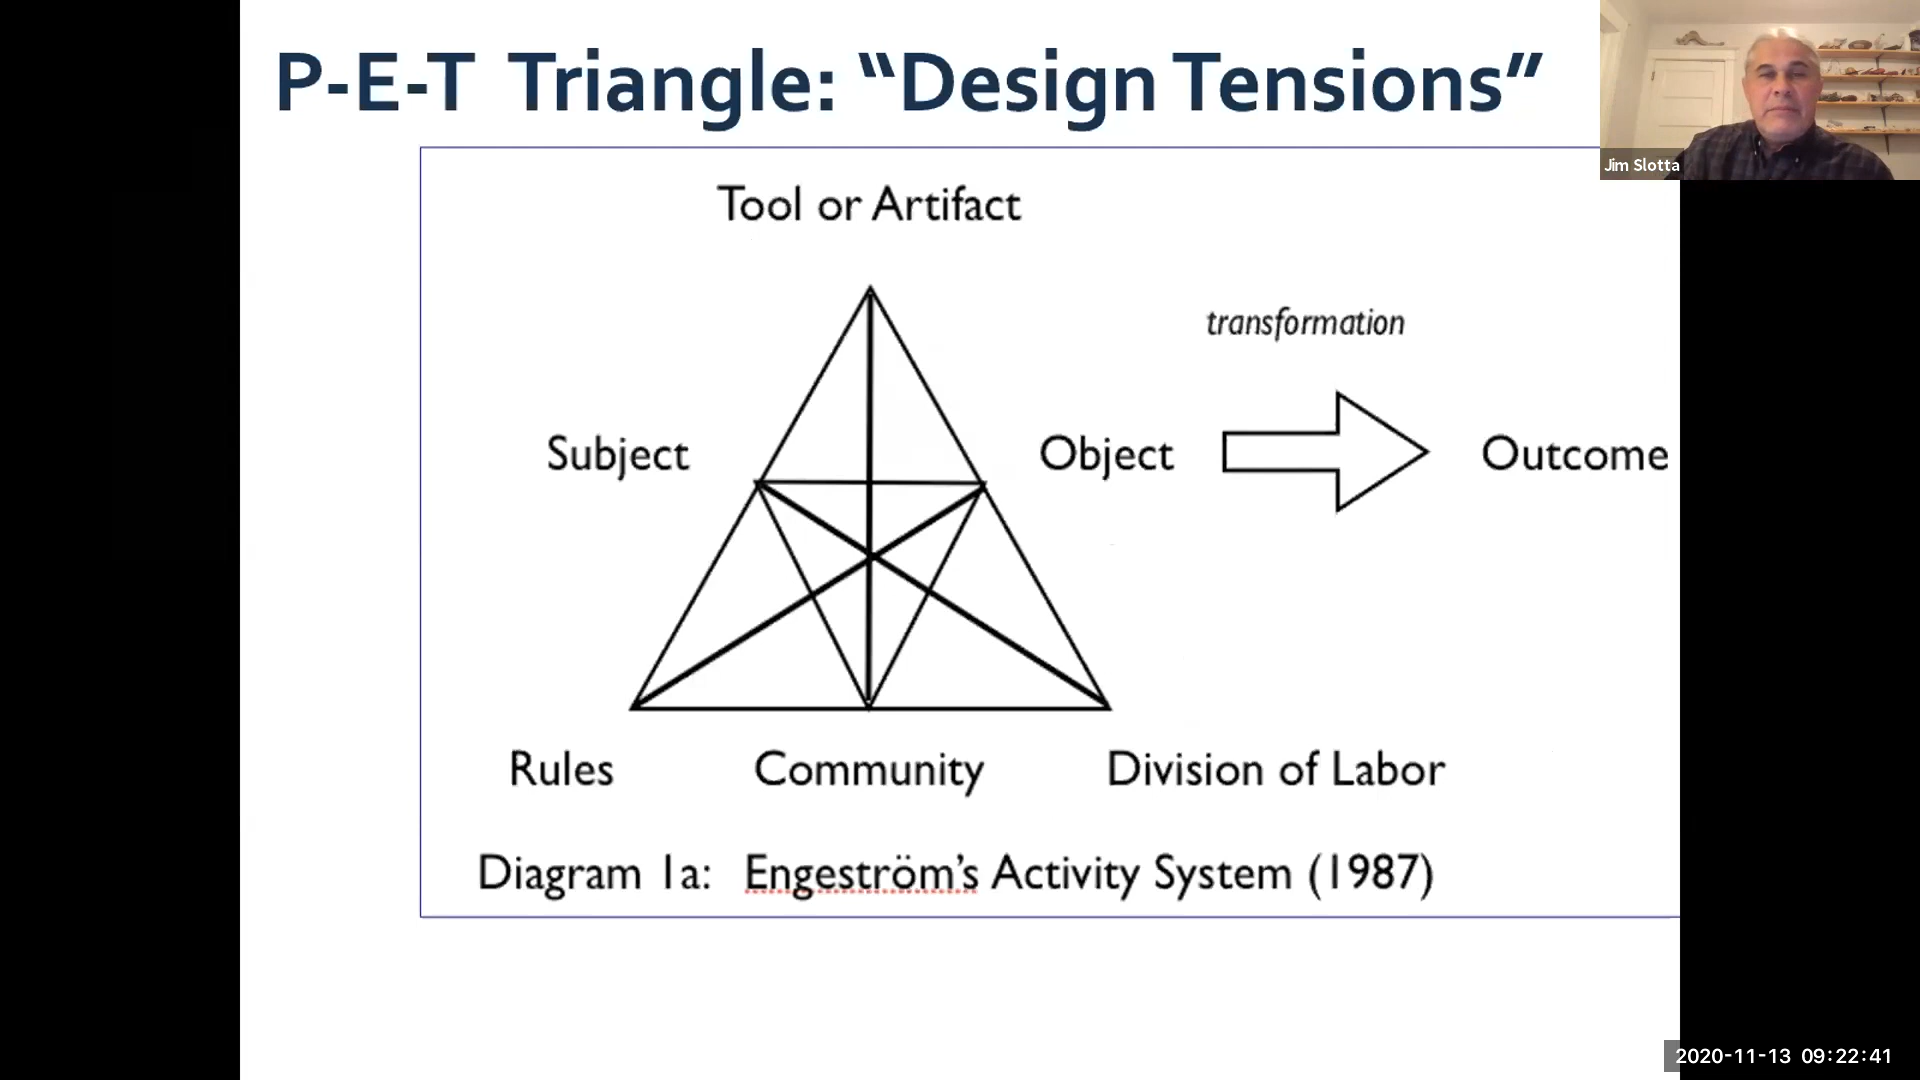 P-E-T Triangle: “Design Tensions”
Jim Slotta
Tool or Artifact
transformation
Subject
Object
Outcome
Rules
Community
Division of Labor
Diagram 1a: Engeström’s Activity System (1987)
2020-11-13 09:22:41